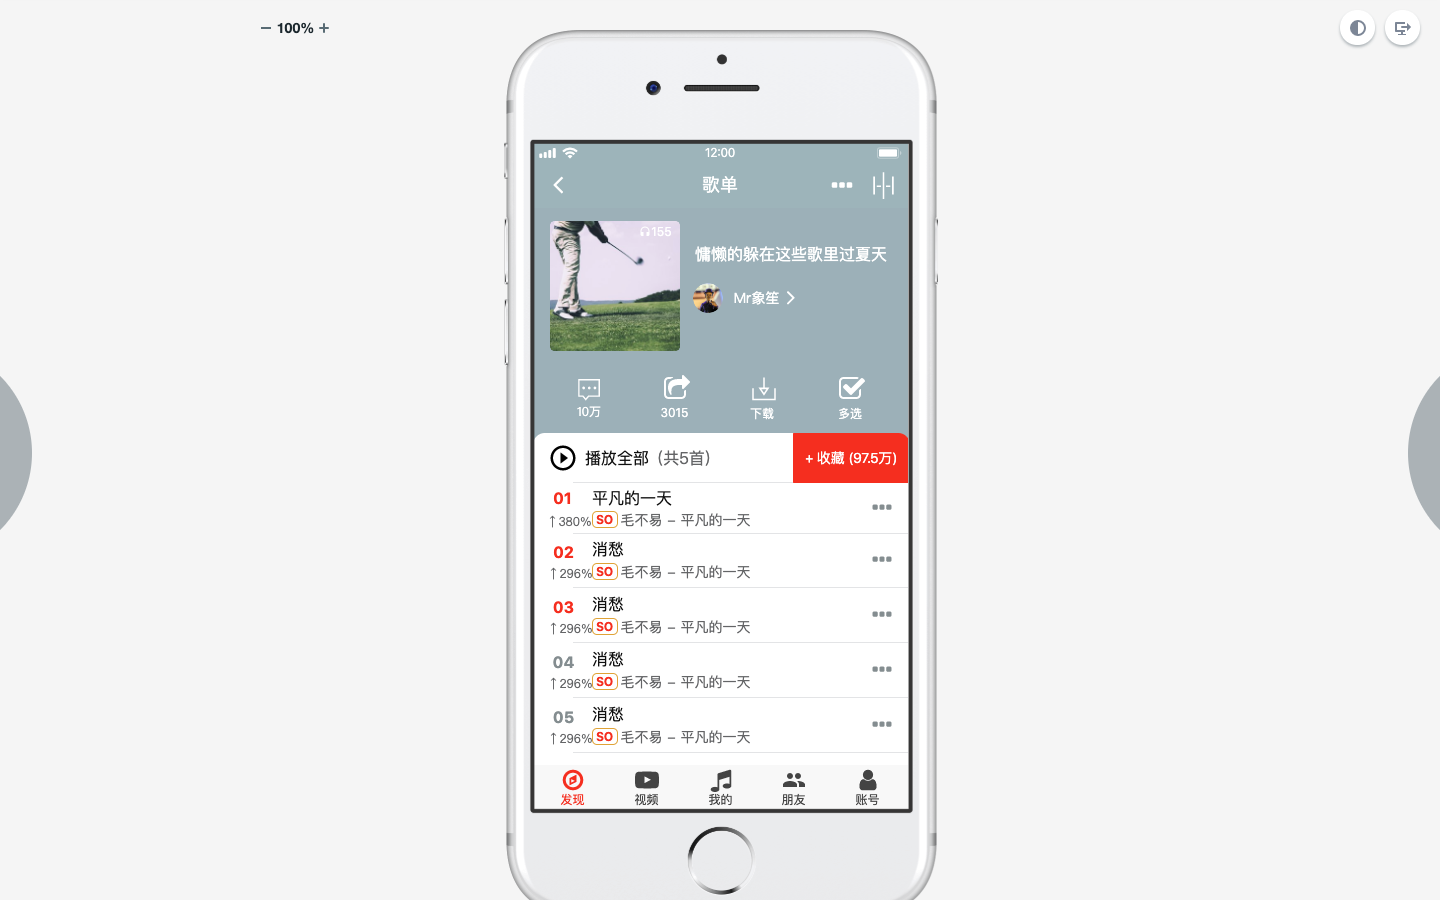 − 100% +
12:00
歌单
155
慵懒的躲在这些歌里过夏天
Mr象笙
10万
3015
下载
多选
播放全部 (共5首)
+ 收藏 (97.5万)
01 平凡的一天
↑380% SO 毛不易 – 平凡的一天
02 消愁
↑296% SO 毛不易 – 平凡的一天
03 消愁
↑296% SO 毛不易 – 平凡的一天
04 消愁
↑296% SO 毛不易 – 平凡的一天
05 消愁
↑296% SO 毛不易 – 平凡的一天
发现
视频
我的
朋友
账号